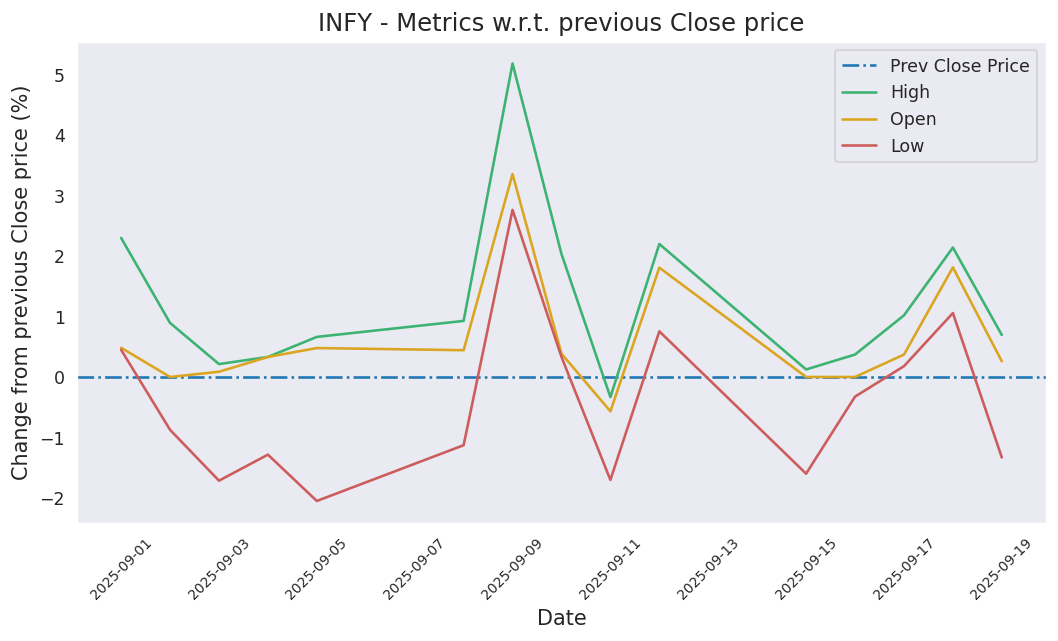 INFY - Metrics w.r.t. previous Close price
Prev Close Price
High
Open
Low
Change from previous Close price (%)
5
4
3
2
1
0
−1
−2
2025-09-01
2025-09-03
2025-09-05
2025-09-07
2025-09-09
2025-09-11
2025-09-13
2025-09-15
2025-09-17
2025-09-19
Date